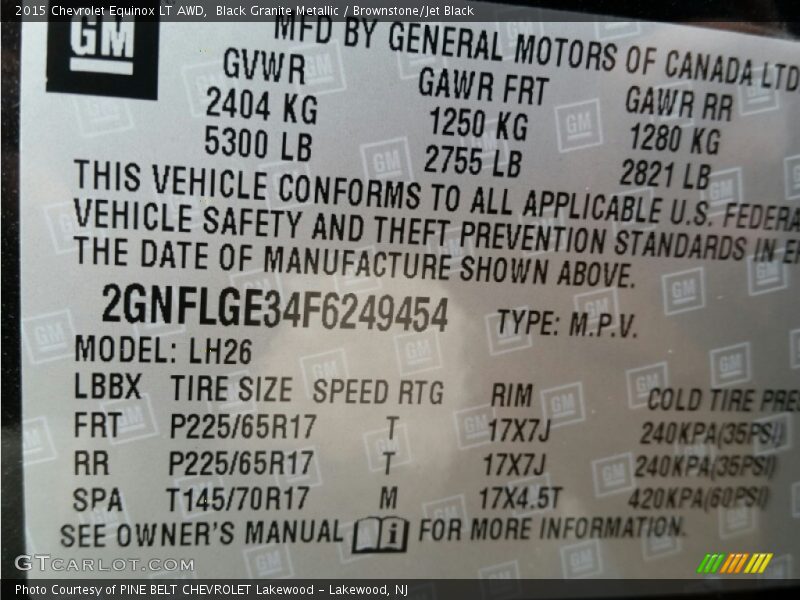 2015 Chevrolet Equinox LT AWD,  Black Granite Metallic / Brownstone/Jet Black
GM
MFD BY GENERAL MOTORS OF CANADA LTD
GVWR GAWR FRT GAWR RR
2404 KG 1250 KG 1280 KG
5300 LB 2755 LB 2821 LB
THIS VEHICLE CONFORMS TO ALL APPLICABLE U.S. FEDERA
VEHICLE SAFETY AND THEFT PREVENTION STANDARDS IN E
THE DATE OF MANUFACTURE SHOWN ABOVE.
2GNFLGE34F6249454 TYPE: M.P.V.
MODEL: LH26
LBBX TIRE SIZE SPEED RTG RIM COLD TIRE PRE
FRT P225/65R17 T 17X7J 240KPA(35PSI)
RR P225/65R17 T 17X7J 240KPA(35PSI)
SPA T145/70R17 M 17X4.5T 420KPA(60PSI)
SEE OWNER'S MANUAL i FOR MORE INFORMATION.
GTCARLOT.COM
Photo Courtesy of PINE BELT CHEVROLET Lakewood - Lakewood, NJ